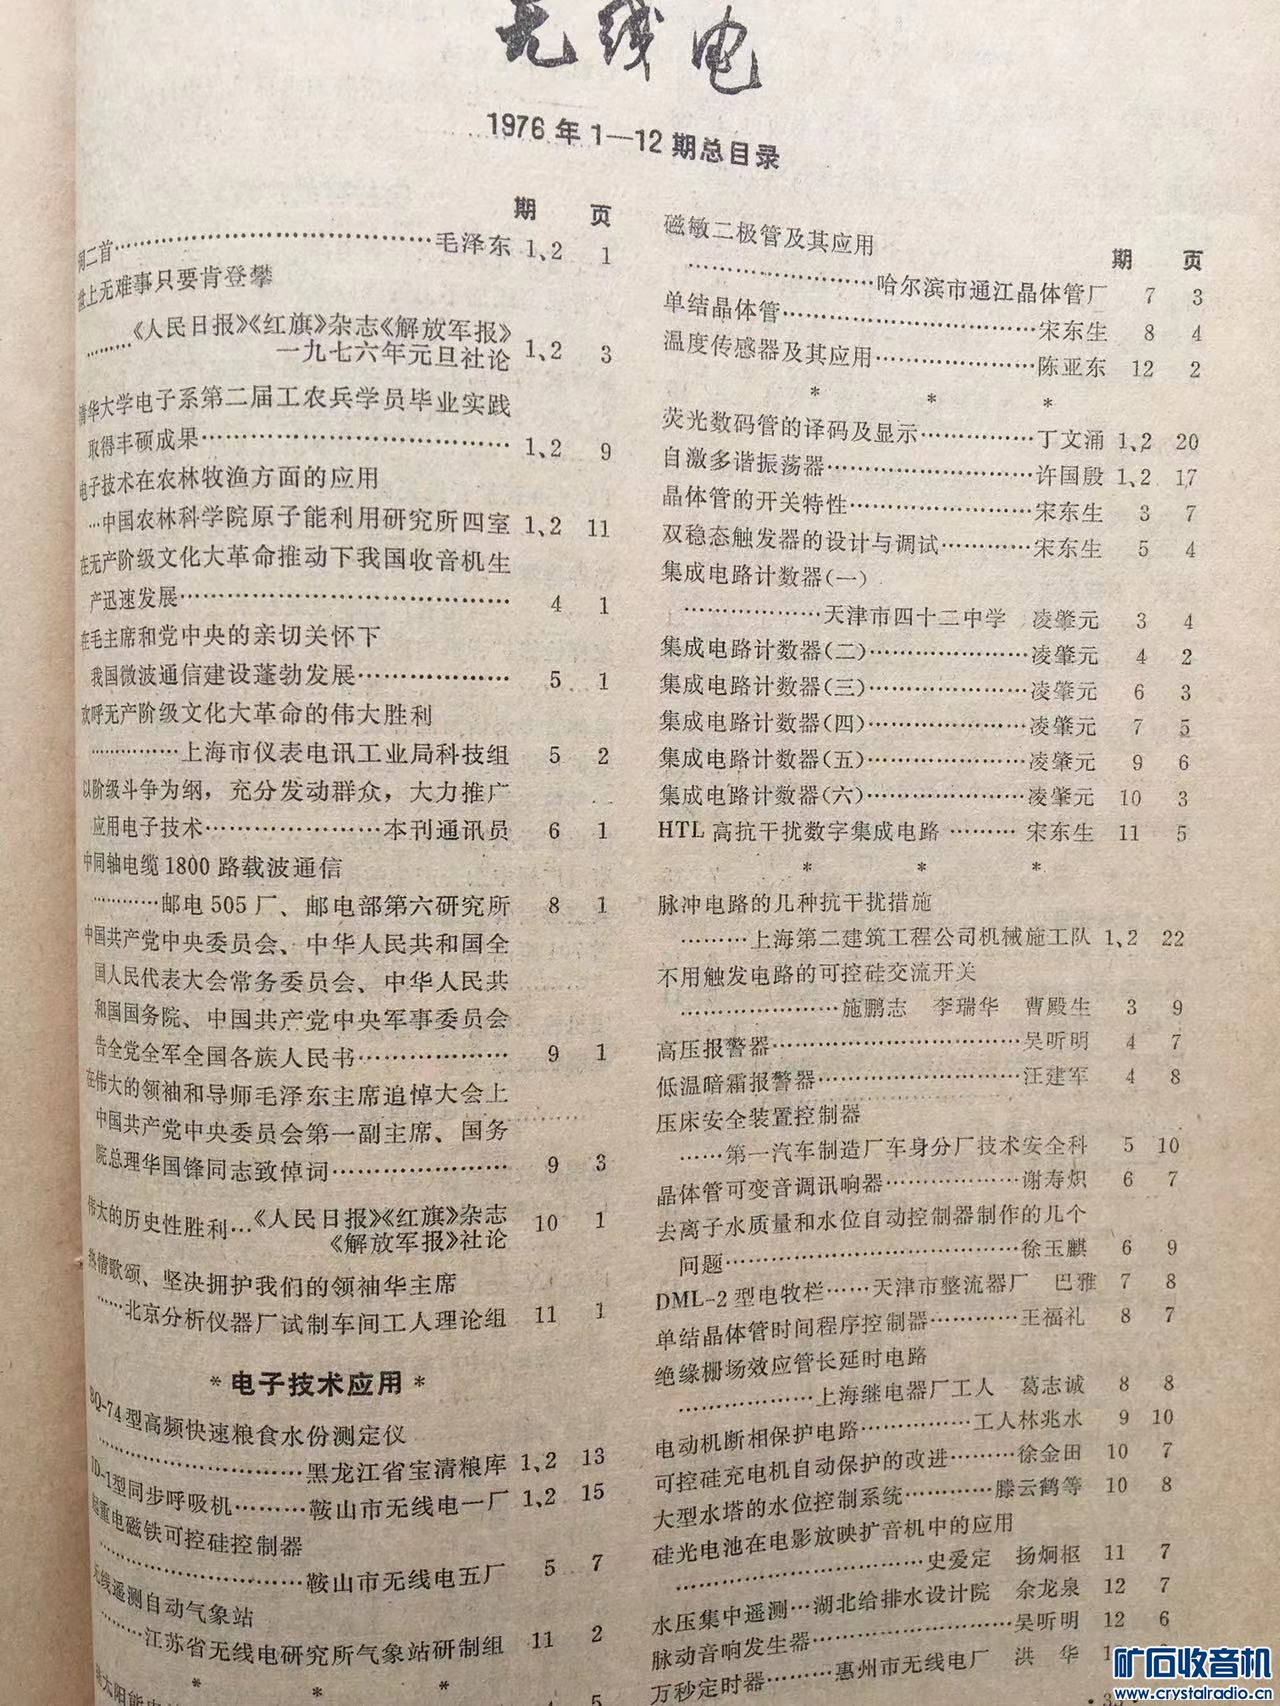 无线电
1976年1—12期总目录
期 页
词二首……毛泽东 1、2 1
世上无难事只要肯登攀
………《人民日报》《红旗》杂志《解放军报》
一九七六年元旦社论 1、2 3
清华大学电子系第二届工农兵学员毕业实践
取得丰硕成果…… 1、2 9
电子技术在农林牧渔方面的应用
…中国农林科学院原子能利用研究所四室 1、2 11
在无产阶级文化大革命推动下我国收音机生
产迅速发展…… 4 1
在毛主席和党中央的亲切关怀下
我国微波通信建设蓬勃发展…… 5 1
欢呼无产阶级文化大革命的伟大胜利
……上海市仪表电讯工业局科技组 5 2
以阶级斗争为纲，充分发动群众，大力推广
应用电子技术……本刊通讯员 6 1
中同轴电缆1800路载波通信
……邮电505厂、邮电部第六研究所 8 1
中国共产党中央委员会、中华人民共和国全
国人民代表大会常务委员会、中华人民共
和国国务院、中国共产党中央军事委员会
告全党全军全国各族人民书…… 9 1
在伟大的领袖和导师毛泽东主席追悼大会上
中国共产党中央委员会第一副主席、国务
院总理华国锋同志致悼词…… 9 3
伟大的历史性胜利…《人民日报》《红旗》杂志
《解放军报》社论 10 1
热情歌颂、坚决拥护我们的领袖华主席
……北京分析仪器厂试制车间工人理论组 11 1
*电子技术应用*
BQ-74型高频快速粮食水份测定仪
……黑龙江省宝清粮库 1、2 13
ID-1型同步呼吸机………鞍山市无线电一厂 1、2 15
起重电磁铁可控硅控制器
……鞍山市无线电五厂 5 7
无线遥测自动气象站
………江苏省无线电研究所气象站研制组 11 2
* * *
太阳能 5
期 页
磁敏二极管及其应用
……哈尔滨市通江晶体管厂 7 3
单结晶体管……宋东生 8 4
温度传感器及其应用……陈亚东 12 2
* * *
荧光数码管的译码及显示……丁文涌 1、2 20
自激多谐振荡器……许国殷 1、2 17
晶体管的开关特性……宋东生 3 7
双稳态触发器的设计与调试……宋东生 5 4
集成电路计数器(一)
……天津市四十二中学 凌肇元 3 4
集成电路计数器(二)……凌肇元 4 2
集成电路计数器(三)……凌肇元 6 3
集成电路计数器(四)……凌肇元 7 5
集成电路计数器(五)……凌肇元 9 6
集成电路计数器(六)……凌肇元 10 3
HTL高抗干扰数字集成电路………宋东生 11 5
* * *
脉冲电路的几种抗干扰措施
………上海第二建筑工程公司机械施工队 1、2 22
不用触发电路的可控硅交流开关
……施鹏志 李瑞华 曹殿生 3 9
高压报警器……吴听明 4 7
低温暗霜报警器……汪建军 4 8
压床安全装置控制器
……第一汽车制造厂车身分厂技术安全科 5 10
晶体管可变音调讯响器……谢寿炽 6 7
去离子水质量和水位自动控制器制作的几个
问题……徐玉麒 6 9
DML-2型电牧栏……天津市整流器厂 巴雅 7 8
单结晶体管时间程序控制器……王福礼 8 7
绝缘栅场效应管长延时电路
……上海继电器厂工人 葛志诚 8 8
电动机断相保护电路……工人林兆水 9 10
可控硅充电机自动保护的改进……徐金田 10 7
大型水塔的水位控制系统……滕云鹤等 10 8
硅光电池在电影放映扩音机中的应用
……史爱定 扬炯枢 11 7
水压集中遥测…湖北给排水设计院 余龙泉 12 7
脉动音响发生器……吴听明 12 6
万秒定时器………惠州市无线电厂 洪华
矿石收音机
www.crystalradio.cn